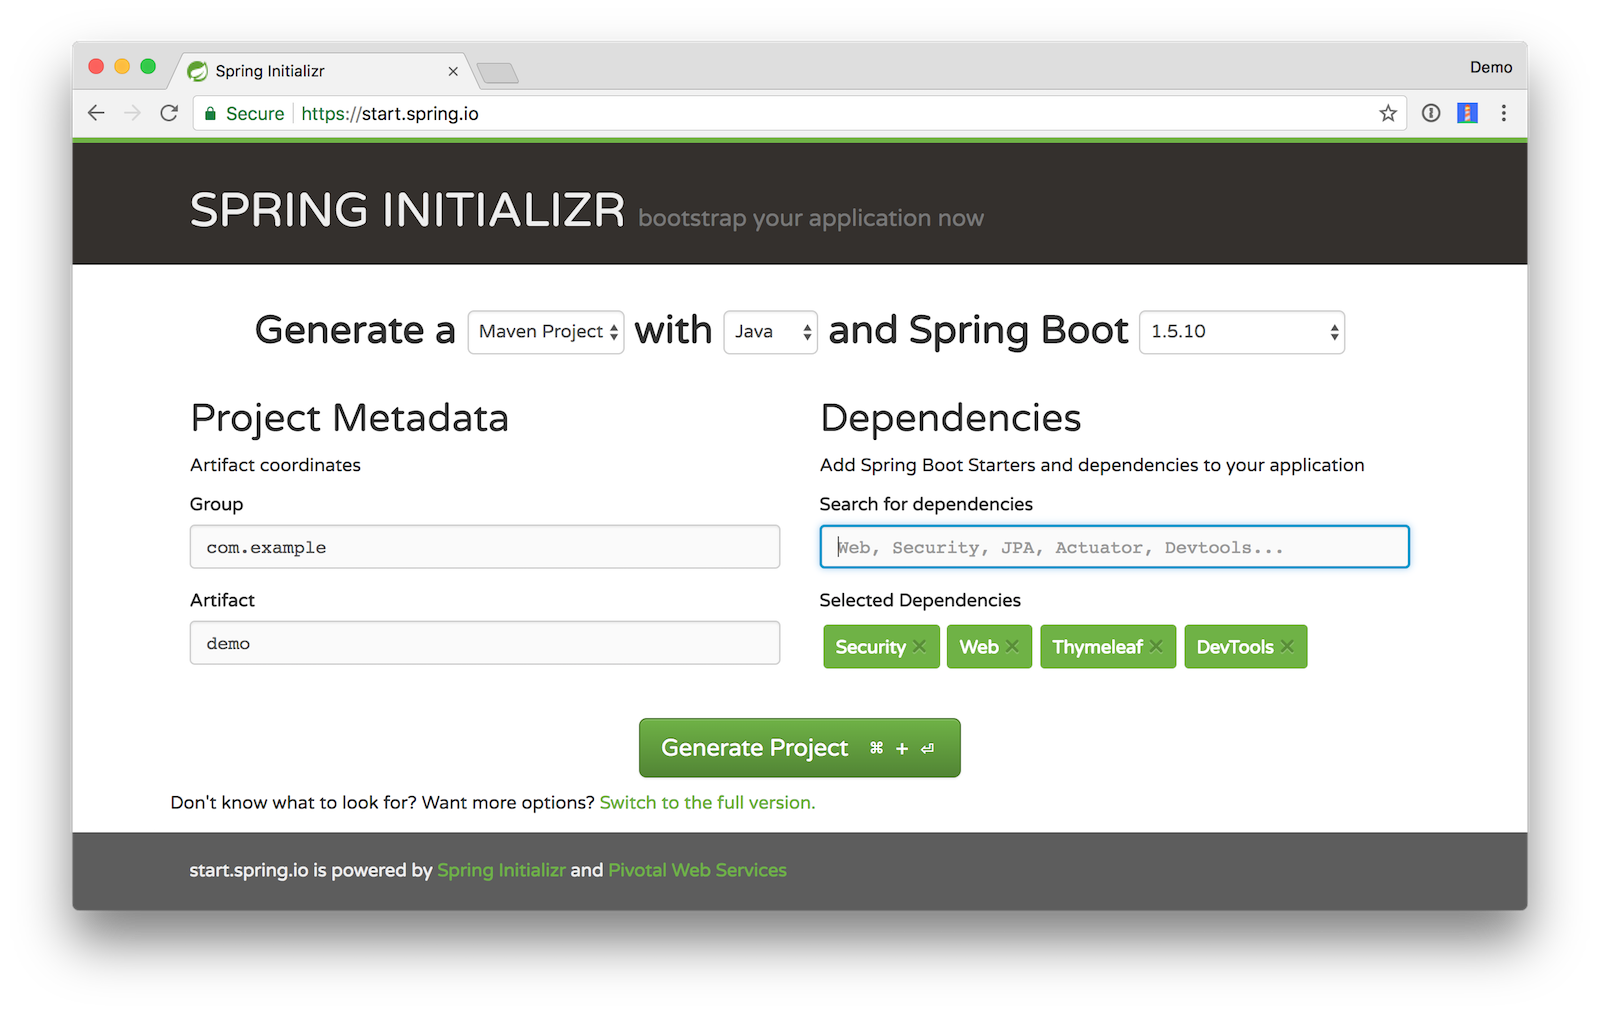 Spring Initializr
Demo
Secure https://start.spring.io
SPRING INITIALIZR bootstrap your application now
Generate a Maven Project with Java and Spring Boot 1.5.10
Project Metadata
Artifact coordinates
Group
com.example
Artifact
demo
Dependencies
Add Spring Boot Starters and dependencies to your application
Search for dependencies
Web, Security, JPA, Actuator, Devtools...
Selected Dependencies
Security × Web × Thymeleaf × DevTools ×
Generate Project ⌘ + ⏎
Don't know what to look for? Want more options? Switch to the full version.
start.spring.io is powered by Spring Initializr and Pivotal Web Services